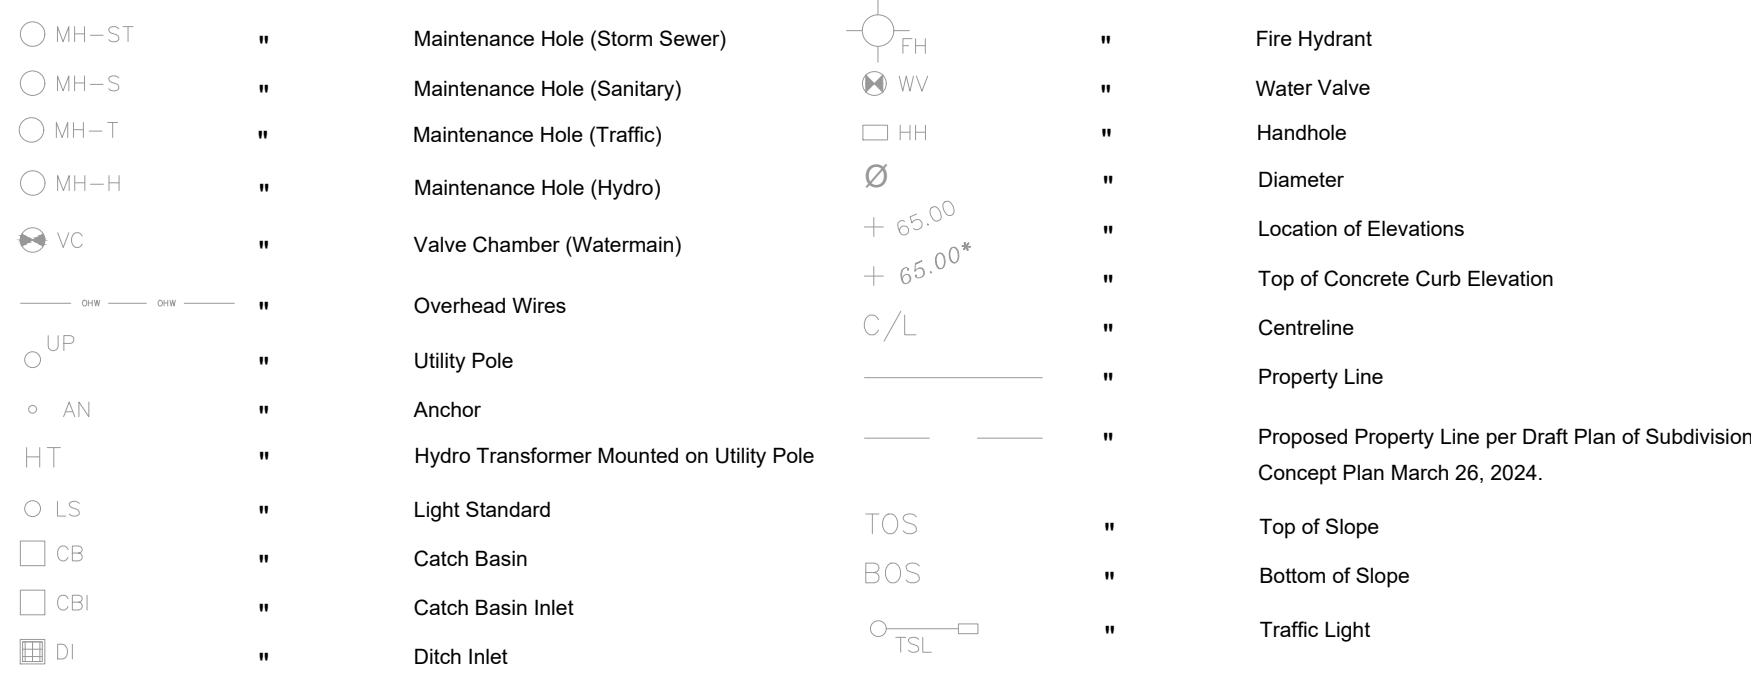 MH-ST " Maintenance Hole (Storm Sewer)
MH-S " Maintenance Hole (Sanitary)
MH-T " Maintenance Hole (Traffic)
MH-H " Maintenance Hole (Hydro)
VC " Valve Chamber (Watermain)
OHW OHW " Overhead Wires
UP " Utility Pole
AN " Anchor
HT " Hydro Transformer Mounted on Utility Pole
LS " Light Standard
CB " Catch Basin
CBI " Catch Basin Inlet
DI " Ditch Inlet
FH " Fire Hydrant
WV " Water Valve
HH " Handhole
Ø " Diameter
+ 65.00 " Location of Elevations
+ 65.00* " Top of Concrete Curb Elevation
C/L " Centreline
" Property Line
" Proposed Property Line per Draft Plan of Subdivision
Concept Plan March 26, 2024.
TOS " Top of Slope
BOS " Bottom of Slope
TSL " Traffic Light